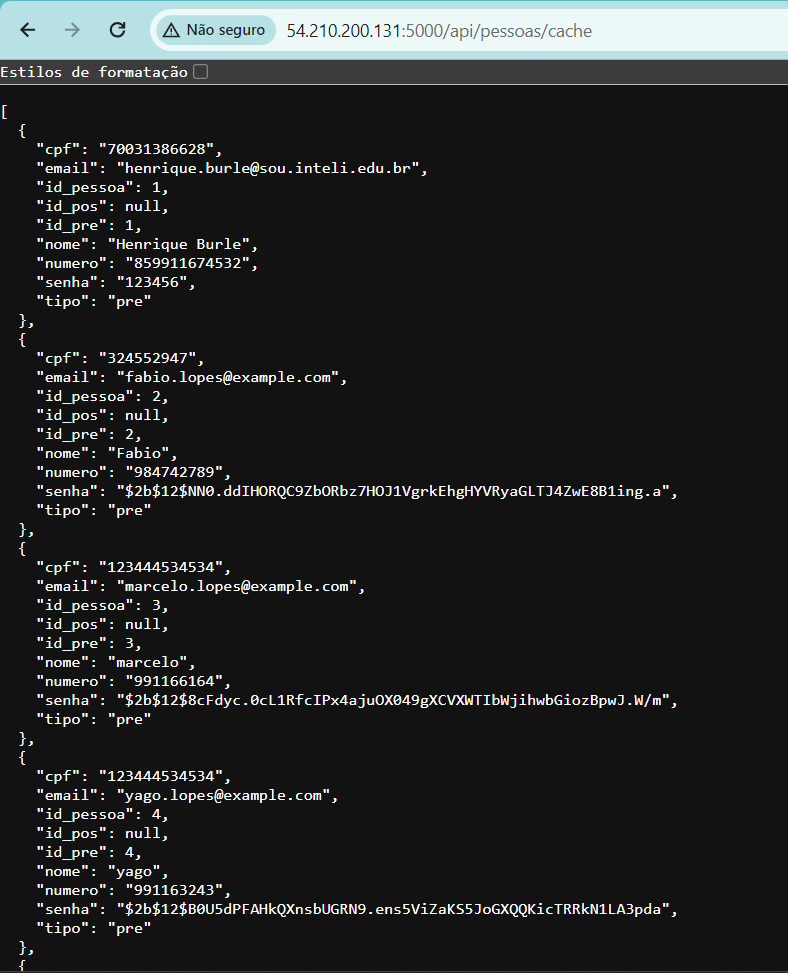 Não seguro 54.210.200.131:5000/api/pessoas/cache
Estilos de formatação
[
  {
    "cpf": "70031386628",
    "email": "henrique.burle@sou.inteli.edu.br",
    "id_pessoa": 1,
    "id_pos": null,
    "id_pre": 1,
    "nome": "Henrique Burle",
    "numero": "859911674532",
    "senha": "123456",
    "tipo": "pre"
  },
  {
    "cpf": "324552947",
    "email": "fabio.lopes@example.com",
    "id_pessoa": 2,
    "id_pos": null,
    "id_pre": 2,
    "nome": "Fabio",
    "numero": "984742789",
    "senha": "$2b$12$NN0.ddIHORQC9ZbORbz7HOJ1VgrkEhgHYVRyaGLTJ4ZwE8B1ing.a",
    "tipo": "pre"
  },
  {
    "cpf": "123444534534",
    "email": "marcelo.lopes@example.com",
    "id_pessoa": 3,
    "id_pos": null,
    "id_pre": 3,
    "nome": "marcelo",
    "numero": "991166164",
    "senha": "$2b$12$8cFdyc.0cL1RfcIPx4ajuOX049gXCVXWTIbWjihwbGiozBpwJ.W/m",
    "tipo": "pre"
  },
  {
    "cpf": "123444534534",
    "email": "yago.lopes@example.com",
    "id_pessoa": 4,
    "id_pos": null,
    "id_pre": 4,
    "nome": "yago",
    "numero": "991163243",
    "senha": "$2b$12$B0U5dPFAHkQXnsbUGRN9.ens5ViZaKS5JoGXQQKicTRRkN1LA3pda",
    "tipo": "pre"
  },
  {